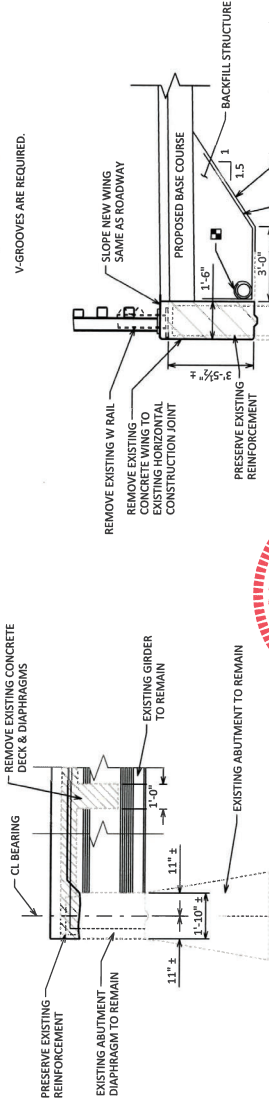 PRESERVE EXISTING
REINFORCEMENT
CL BEARING
REMOVE EXISTING CONCRETE
DECK & DIAPHRAGMS
EXISTING ABUTMENT
DIAPHRAGM TO REMAIN
EXISTING GIRDER
TO REMAIN
1'-0"
11" ±
11" ±
1'-10" ±
EXISTING ABUTMENT TO REMAIN
V-GROOVES ARE REQUIRED.
REMOVE EXISTING W RAIL
SLOPE NEW WING
SAME AS ROADWAY
REMOVE EXISTING
CONCRETE WING TO
EXISTING HORIZONTAL
CONSTRUCTION JOINT
PROPOSED BASE COURSE
BACKFILL STRUCTURE
1
1.5
1'-6"
3'-5½" ±
3'-0"
PRESERVE EXISTING
REINFORCEMENT